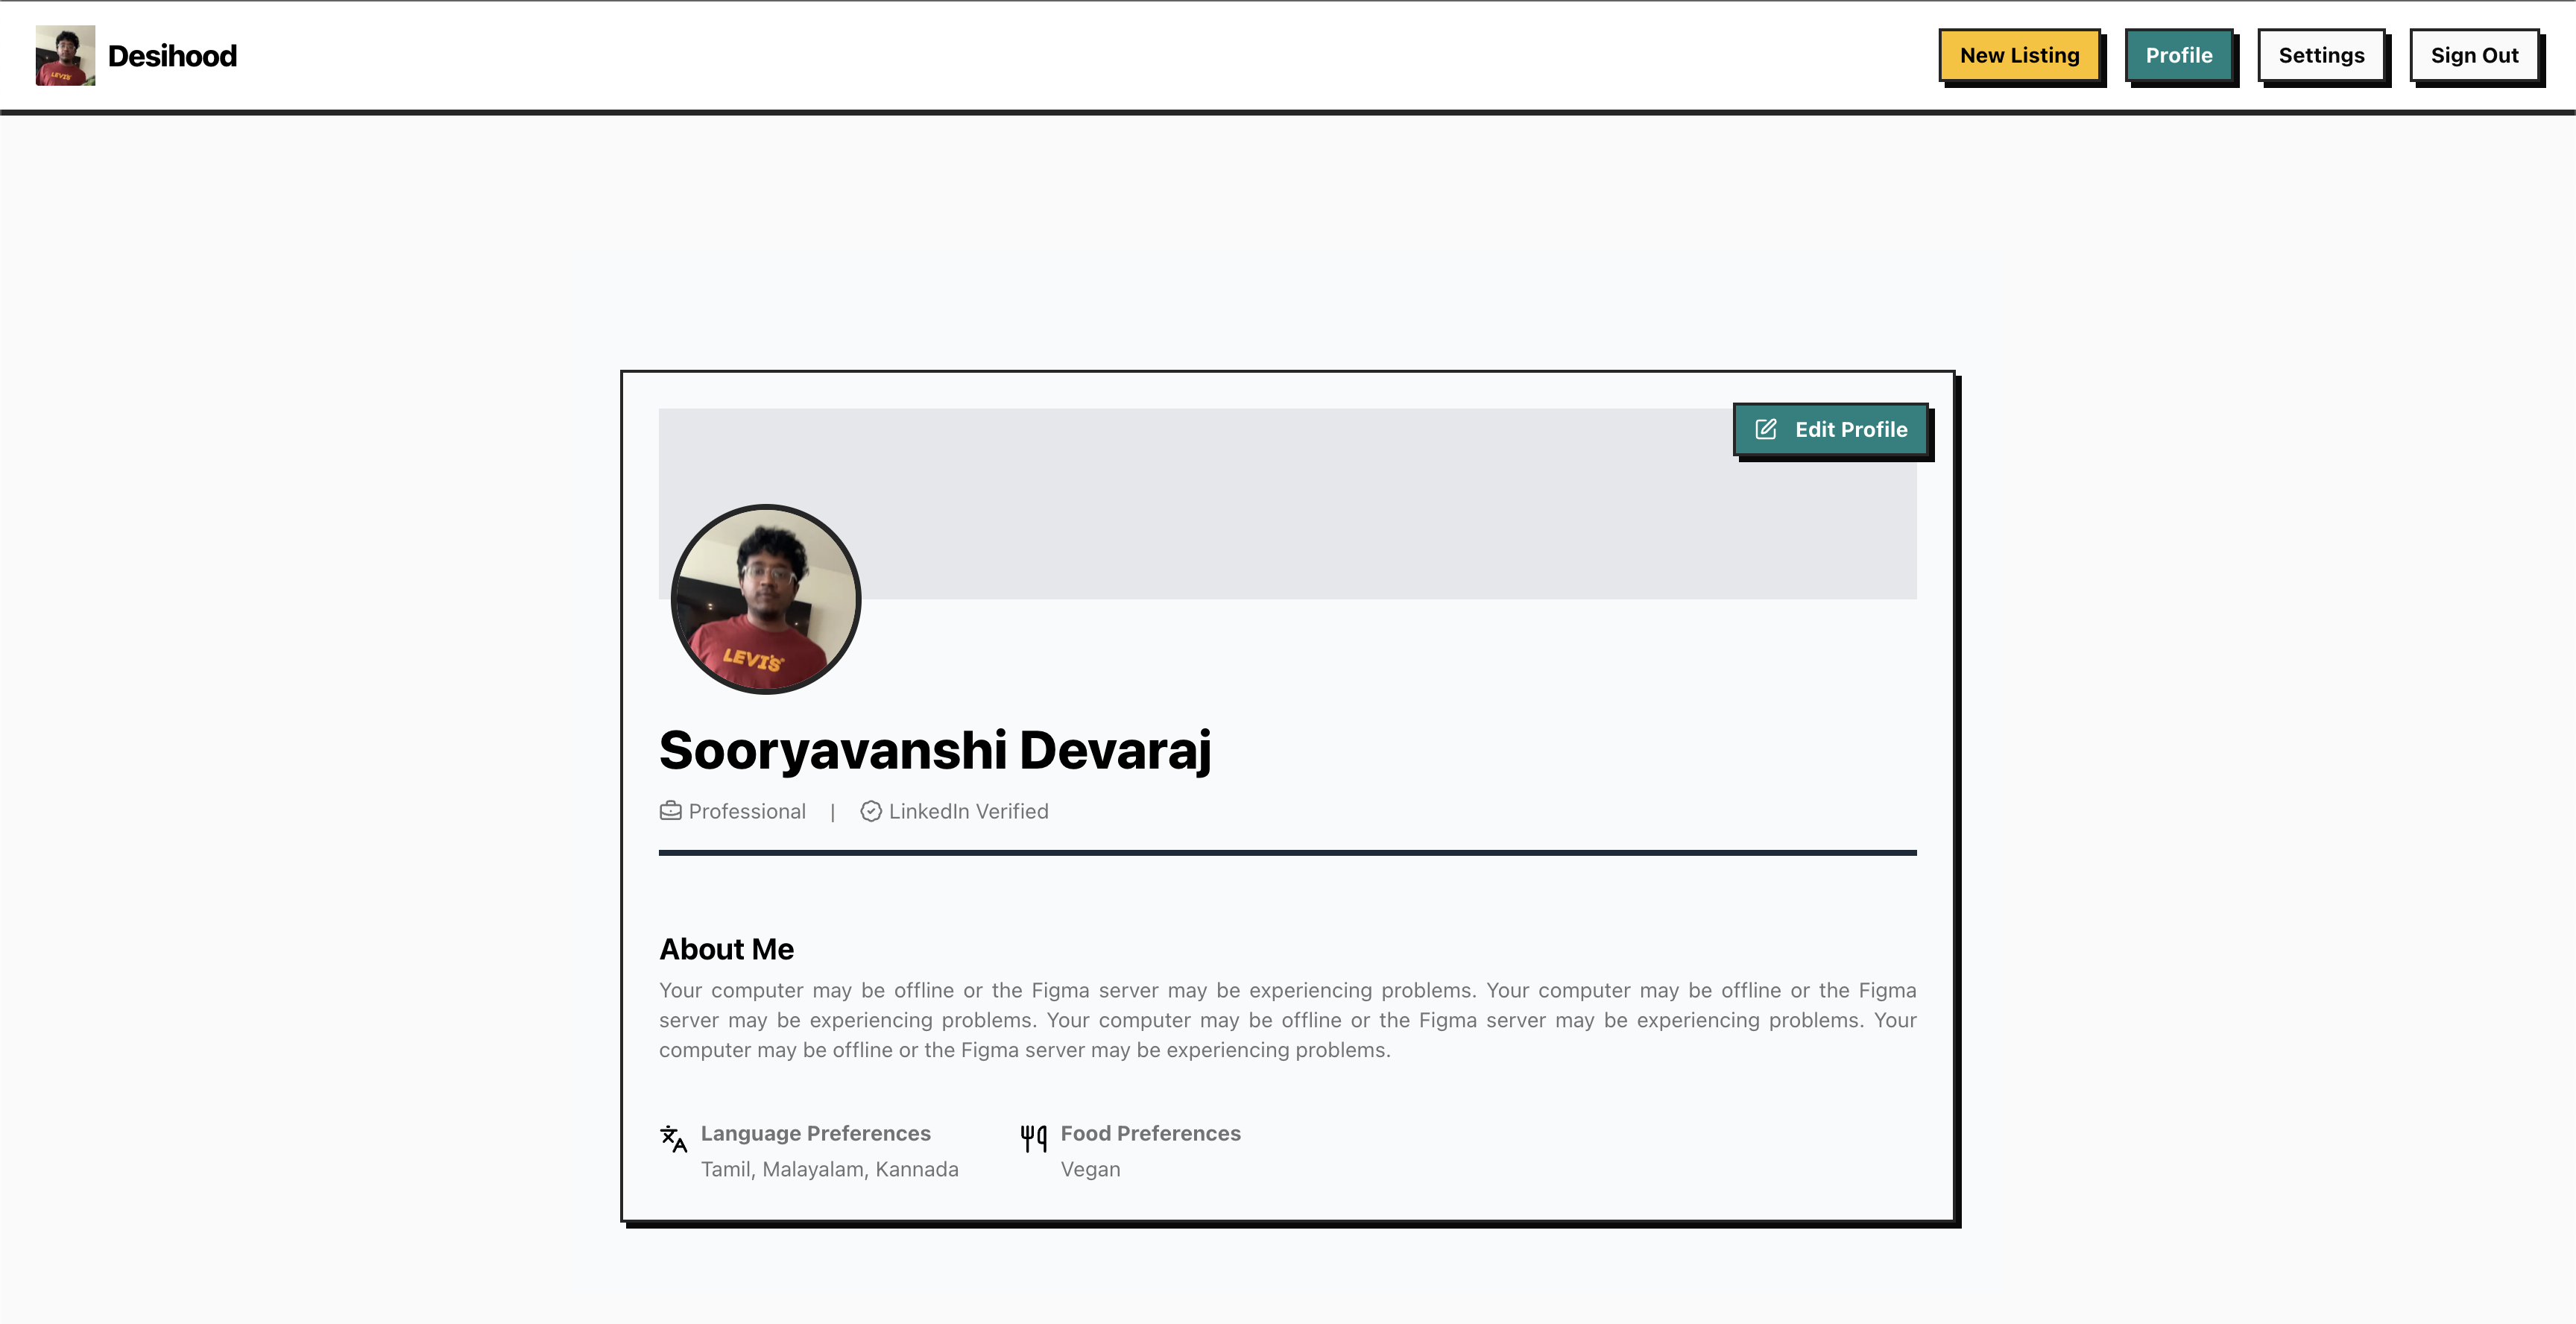 Desihood
New Listing
Profile
Settings
Sign Out
Edit Profile
LEVI'S
Sooryavanshi Devaraj
Professional | LinkedIn Verified
About Me
Your computer may be offline or the Figma server may be experiencing problems. Your computer may be offline or the Figma
server may be experiencing problems. Your computer may be offline or the Figma server may be experiencing problems. Your
computer may be offline or the Figma server may be experiencing problems.
Language Preferences
Tamil, Malayalam, Kannada
Food Preferences
Vegan